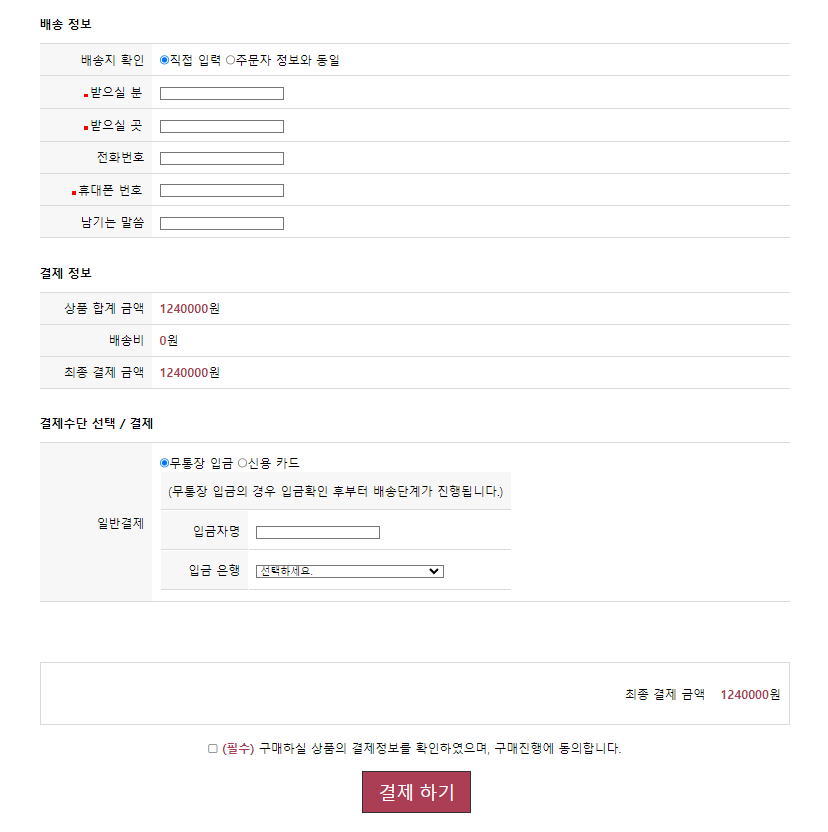 배송 정보
배송지 확인 직접 입력 주문자 정보와 동일
받으실 분
받으실 곳
전화번호
휴대폰 번호
남기는 말씀
결제 정보
상품 합계 금액 1240000원
배송비 0원
최종 결제 금액 1240000원
결제수단 선택 / 결제
무통장 입금 신용 카드
(무통장 입금의 경우 입금확인 후부터 배송단계가 진행됩니다.)
일반결제
입금자명
입금 은행 선택하세요.
최종 결제 금액 1240000원
(필수) 구매하실 상품의 결제정보를 확인하였으며, 구매진행에 동의합니다.
결제 하기